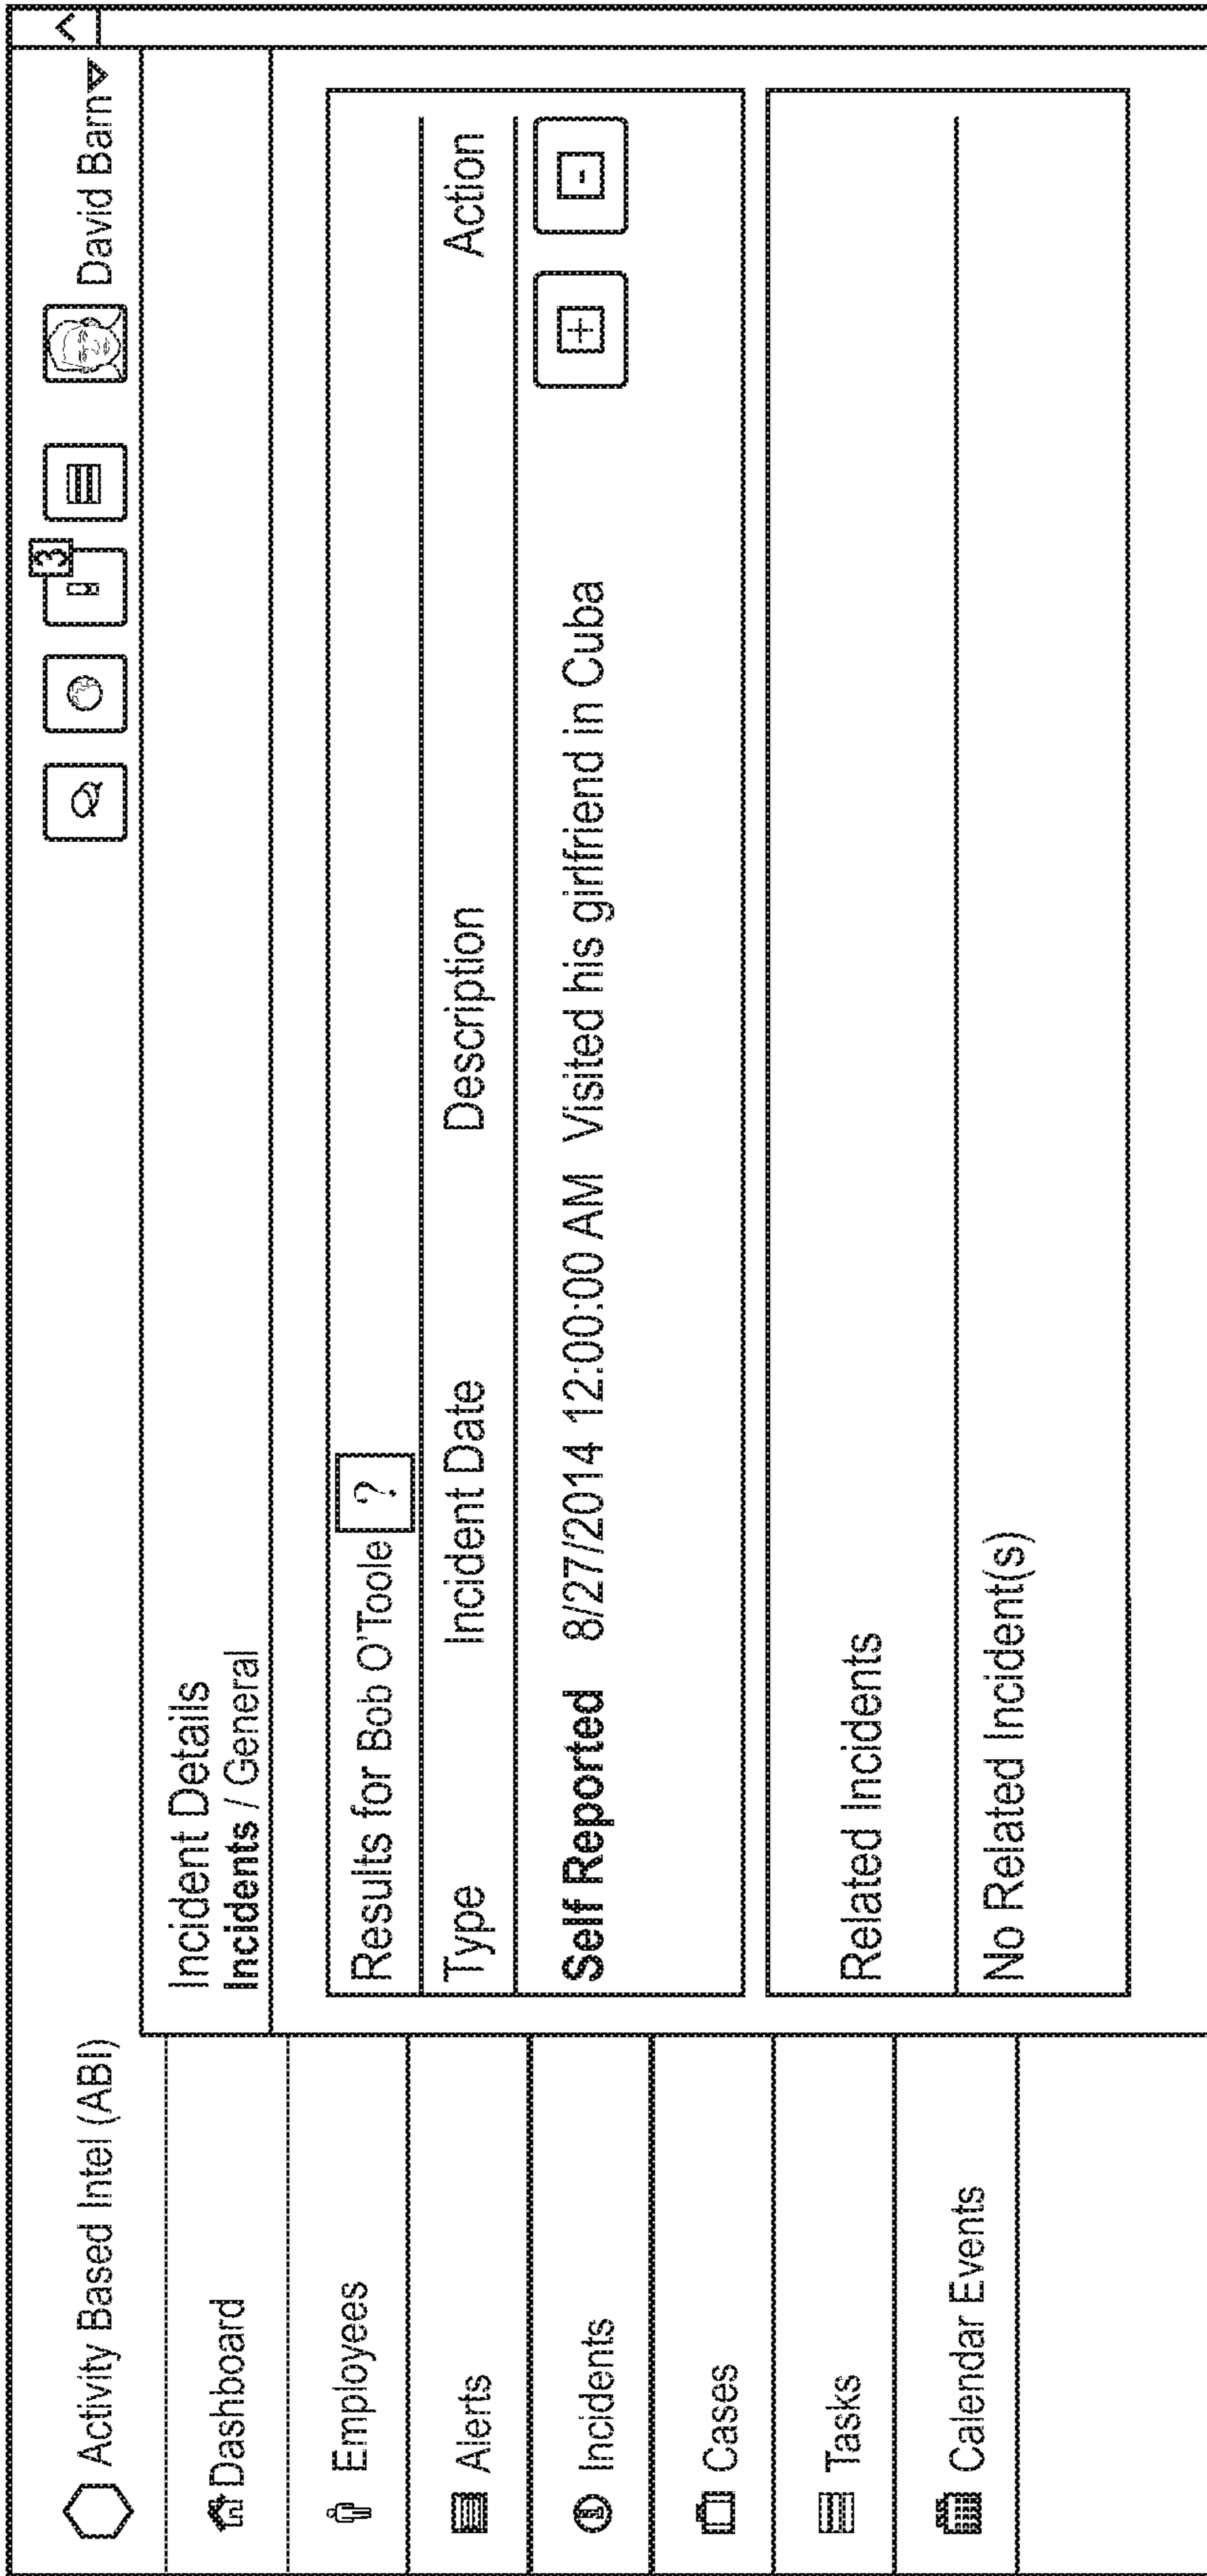 Activity Based Intel (ABI)
3
David Barn
Dashboard
Employees
Alerts
Incidents
Cases
Tasks
Calendar Events
Incident Details
Incidents / General
Results for Bob O'Toole ?
Type Incident Date Description Action
Self Reported 8/27/2014 12:00:00 AM Visited his girlfriend in Cuba + -
Related Incidents
No Related Incident(s)